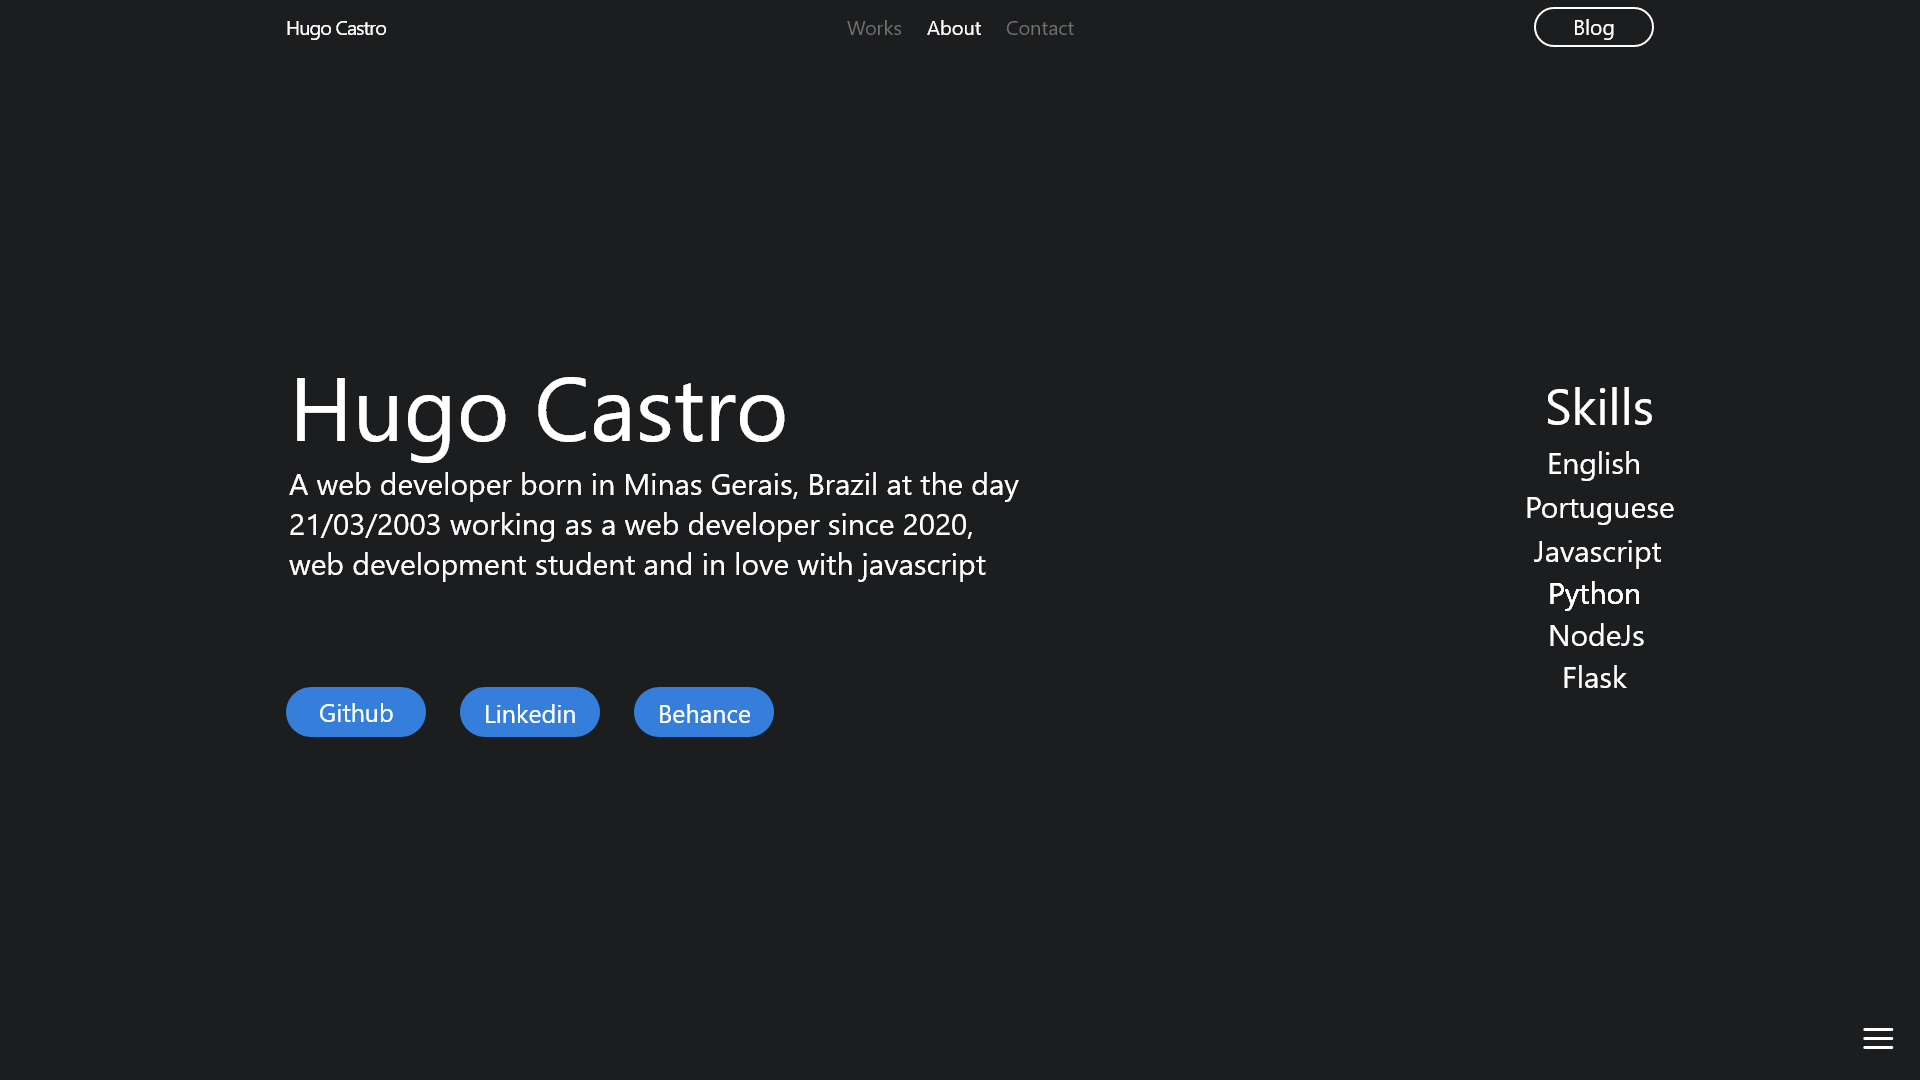 Hugo Castro
Works
About
Contact
Blog
Hugo Castro
A web developer born in Minas Gerais, Brazil at the day
21/03/2003 working as a web developer since 2020,
web development student and in love with javascript
Github
Linkedin
Behance
Skills
English
Portuguese
Javascript
Python
NodeJs
Flask